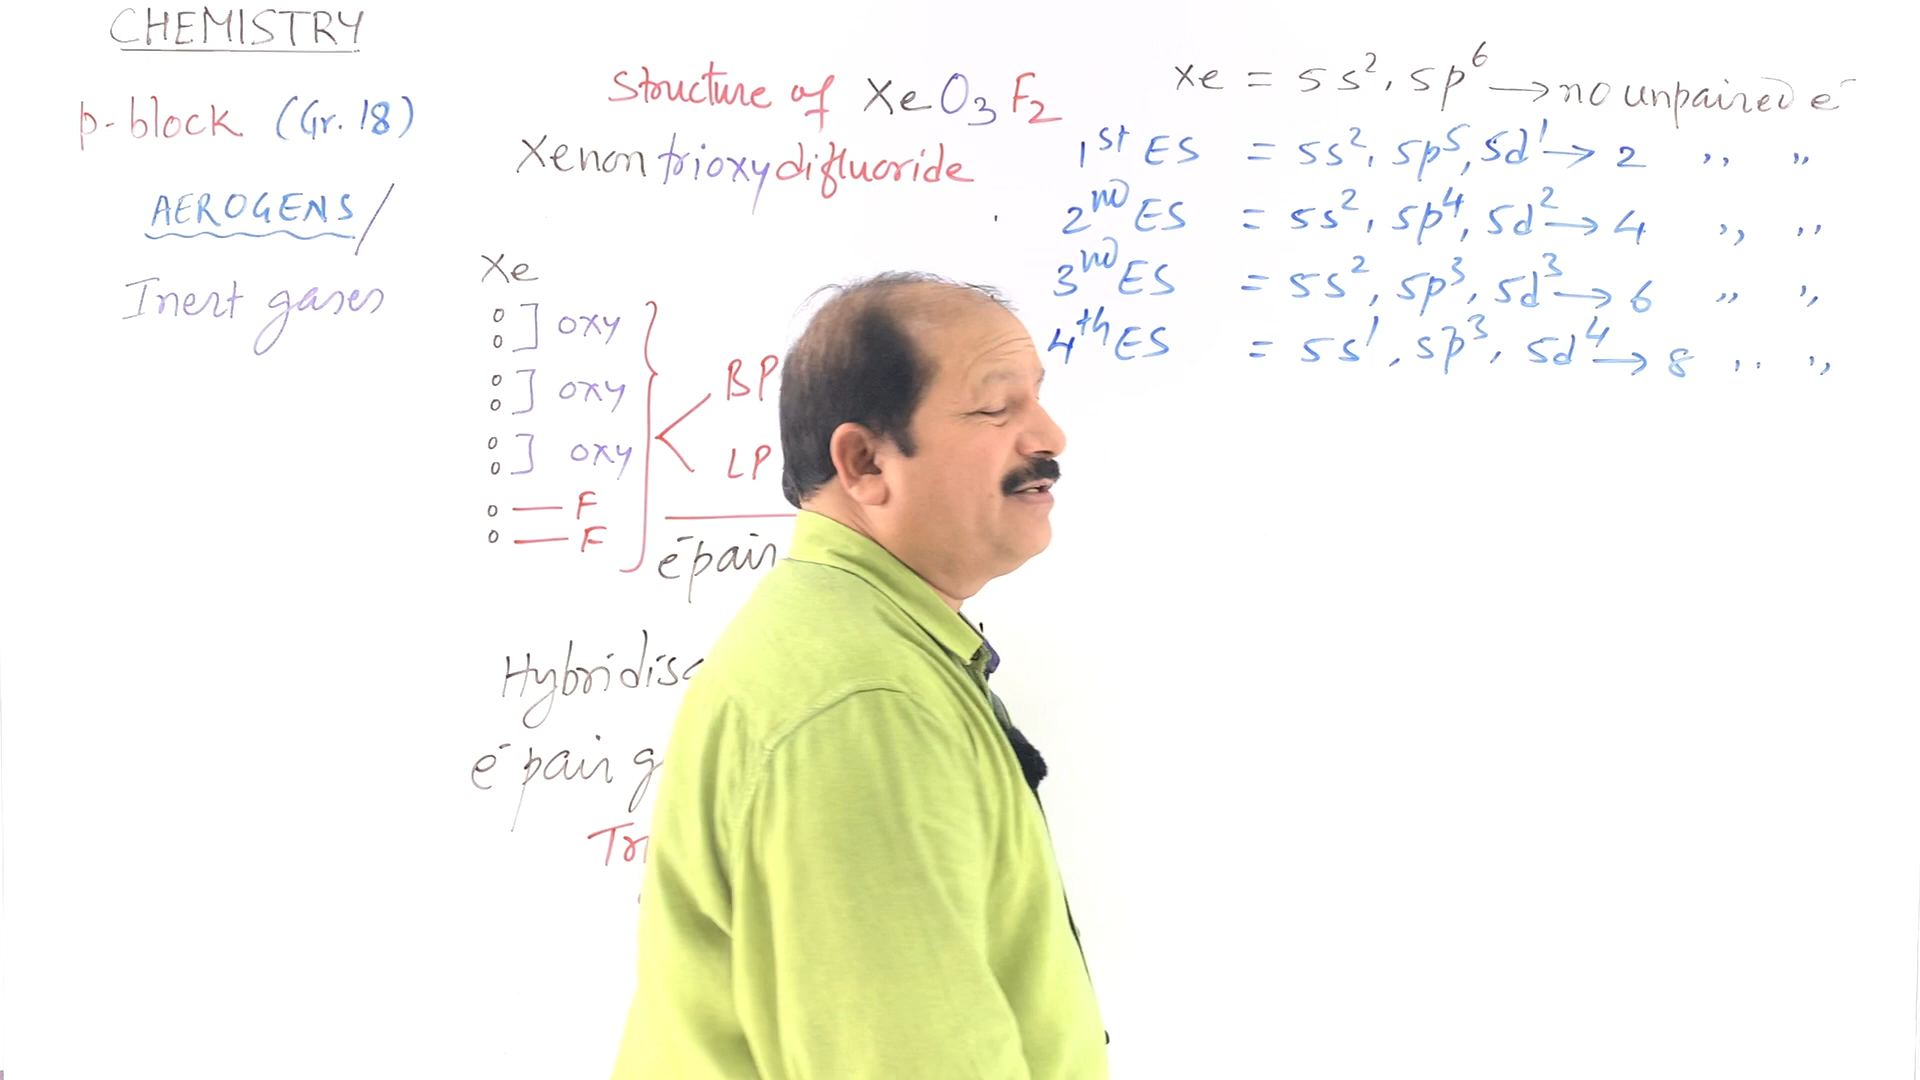 CHEMISTRY
p-block (Gr. 18)
AEROGENS/
Inert gases
Structure of XeO₃F₂
Xenon trioxydifluoride
Xe
oxy
oxy
oxy
F
F
BP
LP
e⁻pair
e⁻pair
Xe = 5s², 5p⁶ → no unpaired e⁻
1st ES = 5s², 5p⁵, 5d¹ → 2 ,, ,,
2nd ES = 5s², 5p⁴, 5d² → 4 ,, ,,
3nd ES = 5s², 5p³, 5d³ → 6 ,, ,,
4th ES = 5s¹, 5p³, 5d⁴ → 8 ,, ,,